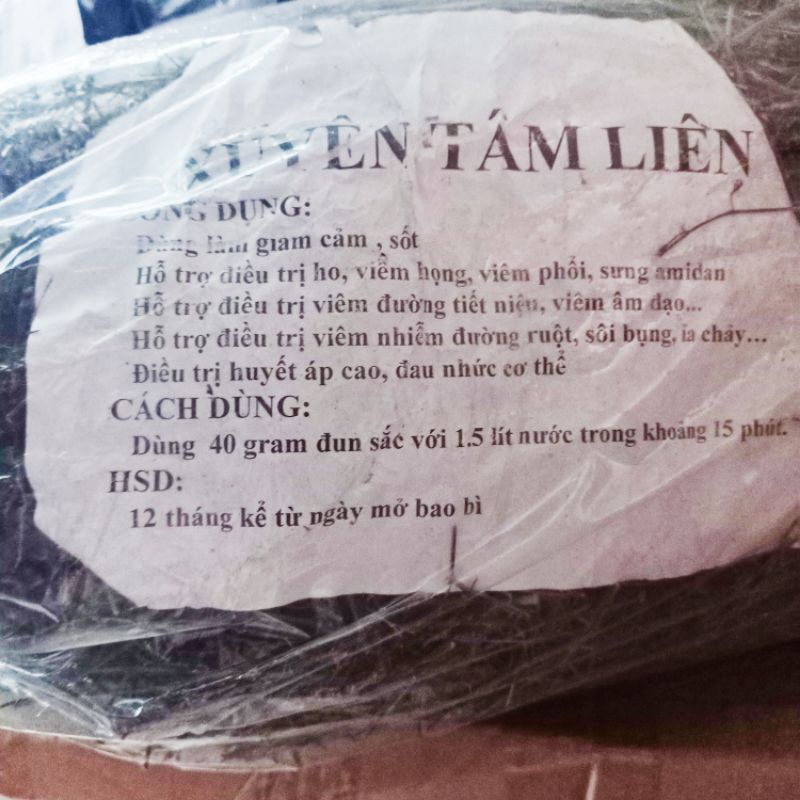 XUYÊN TÂM LIÊN
CÔNG DỤNG:
Dùng làm giảm cảm , sốt
Hỗ trợ điều trị ho, viêm họng, viêm phổi, sưng amidan
Hỗ trợ điều trị viêm đường tiết niệu, viêm âm đạo...
Hỗ trợ điều trị viêm nhiễm đường ruột, sôi bụng, ỉa chảy...
Điều trị huyết áp cao, đau nhức cơ thể
CÁCH DÙNG:
Dùng 40 gram đun sắc với 1.5 lít nước trong khoảng 15 phút.
HSD:
12 tháng kể từ ngày mở bao bì